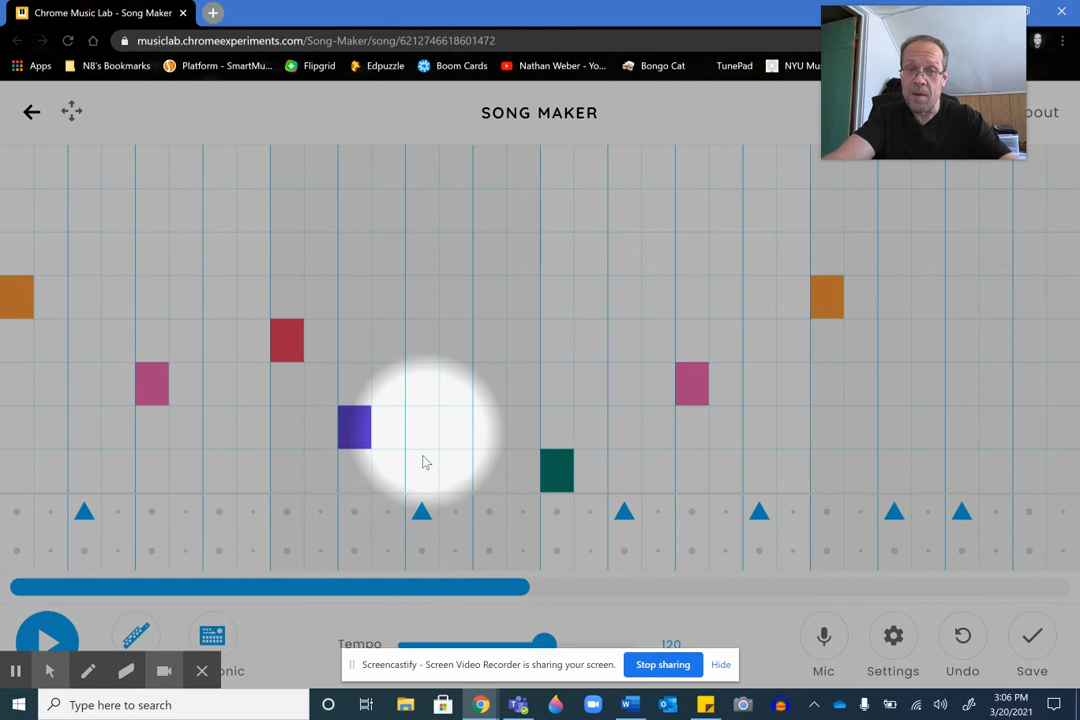 Chrome Music Lab - Song Maker
musiclab.chromeexperiments.com/Song-Maker/song/6212746618601472
Apps N8's Bookmarks Platform - SmartMu... Flipgrid Edpuzzle Boom Cards Nathan Weber - Yo... Bongo Cat TunePad NYU Mu
SONG MAKER
out
Tempo 120
onic
Mic Settings Undo Save
Screencastify - Screen Video Recorder is sharing your screen. Stop sharing Hide
Type here to search
3:06 PM
3/20/2021